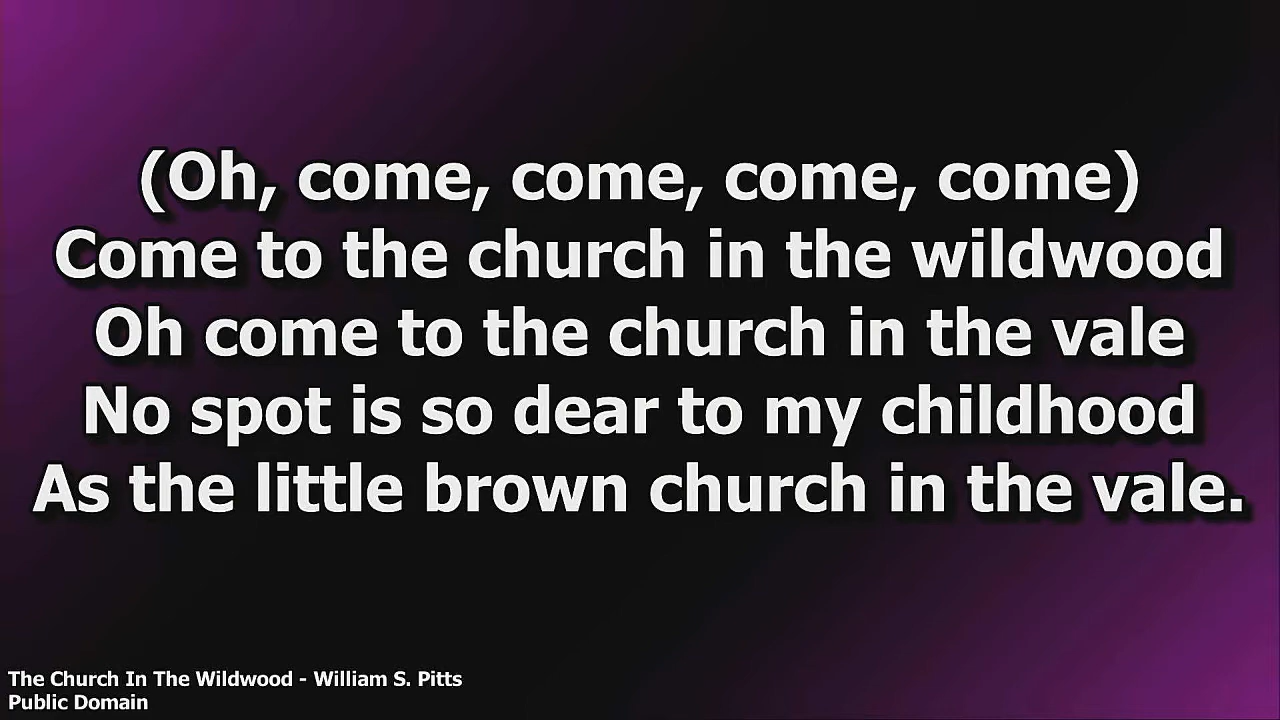 (Oh, come, come, come, come)
Come to the church in the wildwood
Oh come to the church in the vale
No spot is so dear to my childhood
As the little brown church in the vale.
The Church In The Wildwood - William S. Pitts
Public Domain